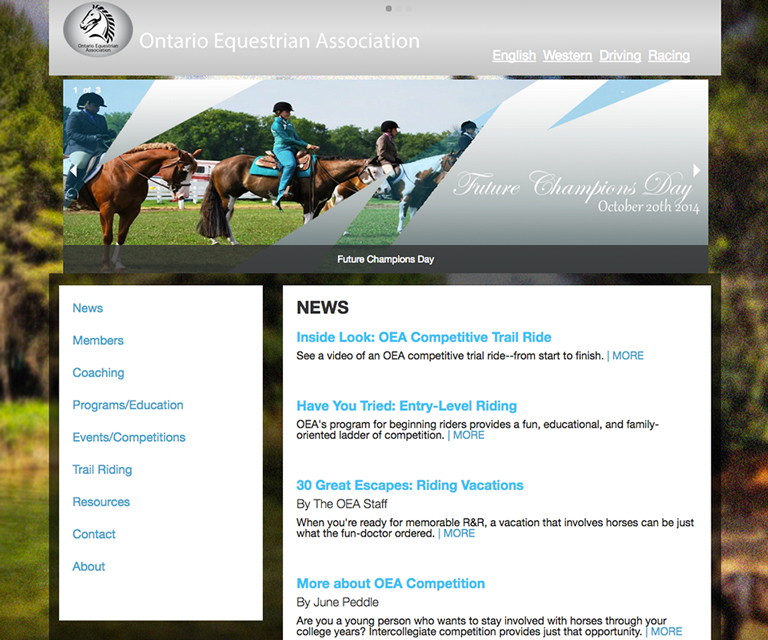 Ontario Equestrian
Association
Ontario Equestrian Association
English Western Driving Racing
1 of 3
Future Champions Day
October 20th 2014
Future Champions Day
News
Members
Coaching
Programs/Education
Events/Competitions
Trail Riding
Resources
Contact
About
NEWS
Inside Look: OEA Competitive Trail Ride
See a video of an OEA competitive trial ride--from start to finish. | MORE
Have You Tried: Entry-Level Riding
OEA's program for beginning riders provides a fun, educational, and family-
oriented ladder of competition. | MORE
30 Great Escapes: Riding Vacations
By The OEA Staff
When you're ready for memorable R&R, a vacation that involves horses can be just
what the fun-doctor ordered. | MORE
More about OEA Competition
By June Peddle
Are you a young person who wants to stay involved with horses through your
college years? Intercollegiate competition provides just that opportunity. | MORE